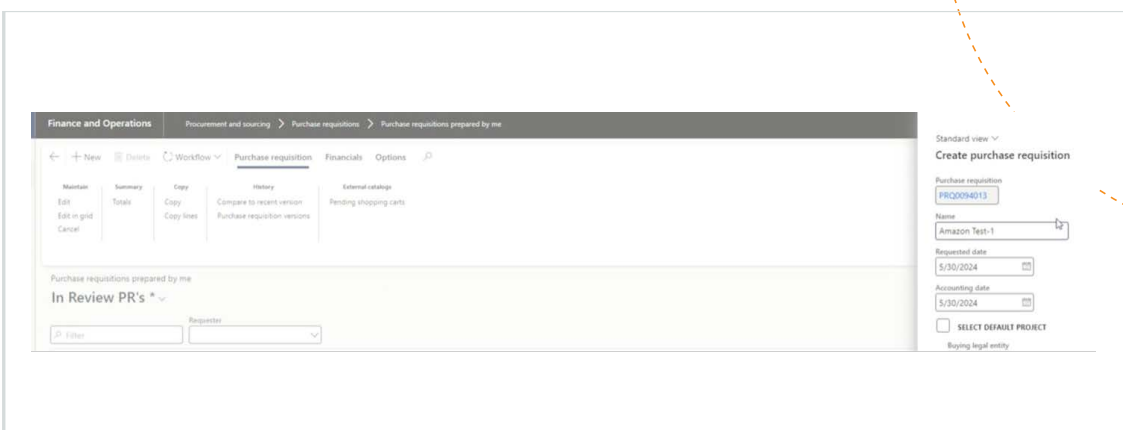 Finance and Operations Procurement and sourcing > Purchase requisitions > Purchase requisitions prepared by me
New Delete Workflow Purchase requisition Financials Options
Maintain Summary Copy History External catalogs
Edit Totals Copy Compare to recent version Pending shopping carts
Edit in grid Copy lines Purchase requisition versions
Cancel
Purchase requisitions prepared by me
In Review PR's *
Requester
Filter
Standard view
Create purchase requisition
Purchase requisition
PRQ0094013
Name
Amazon Test-1
Requested date
5/30/2024
Accounting date
5/30/2024
SELECT DEFAULT PROJECT
Buying legal entity